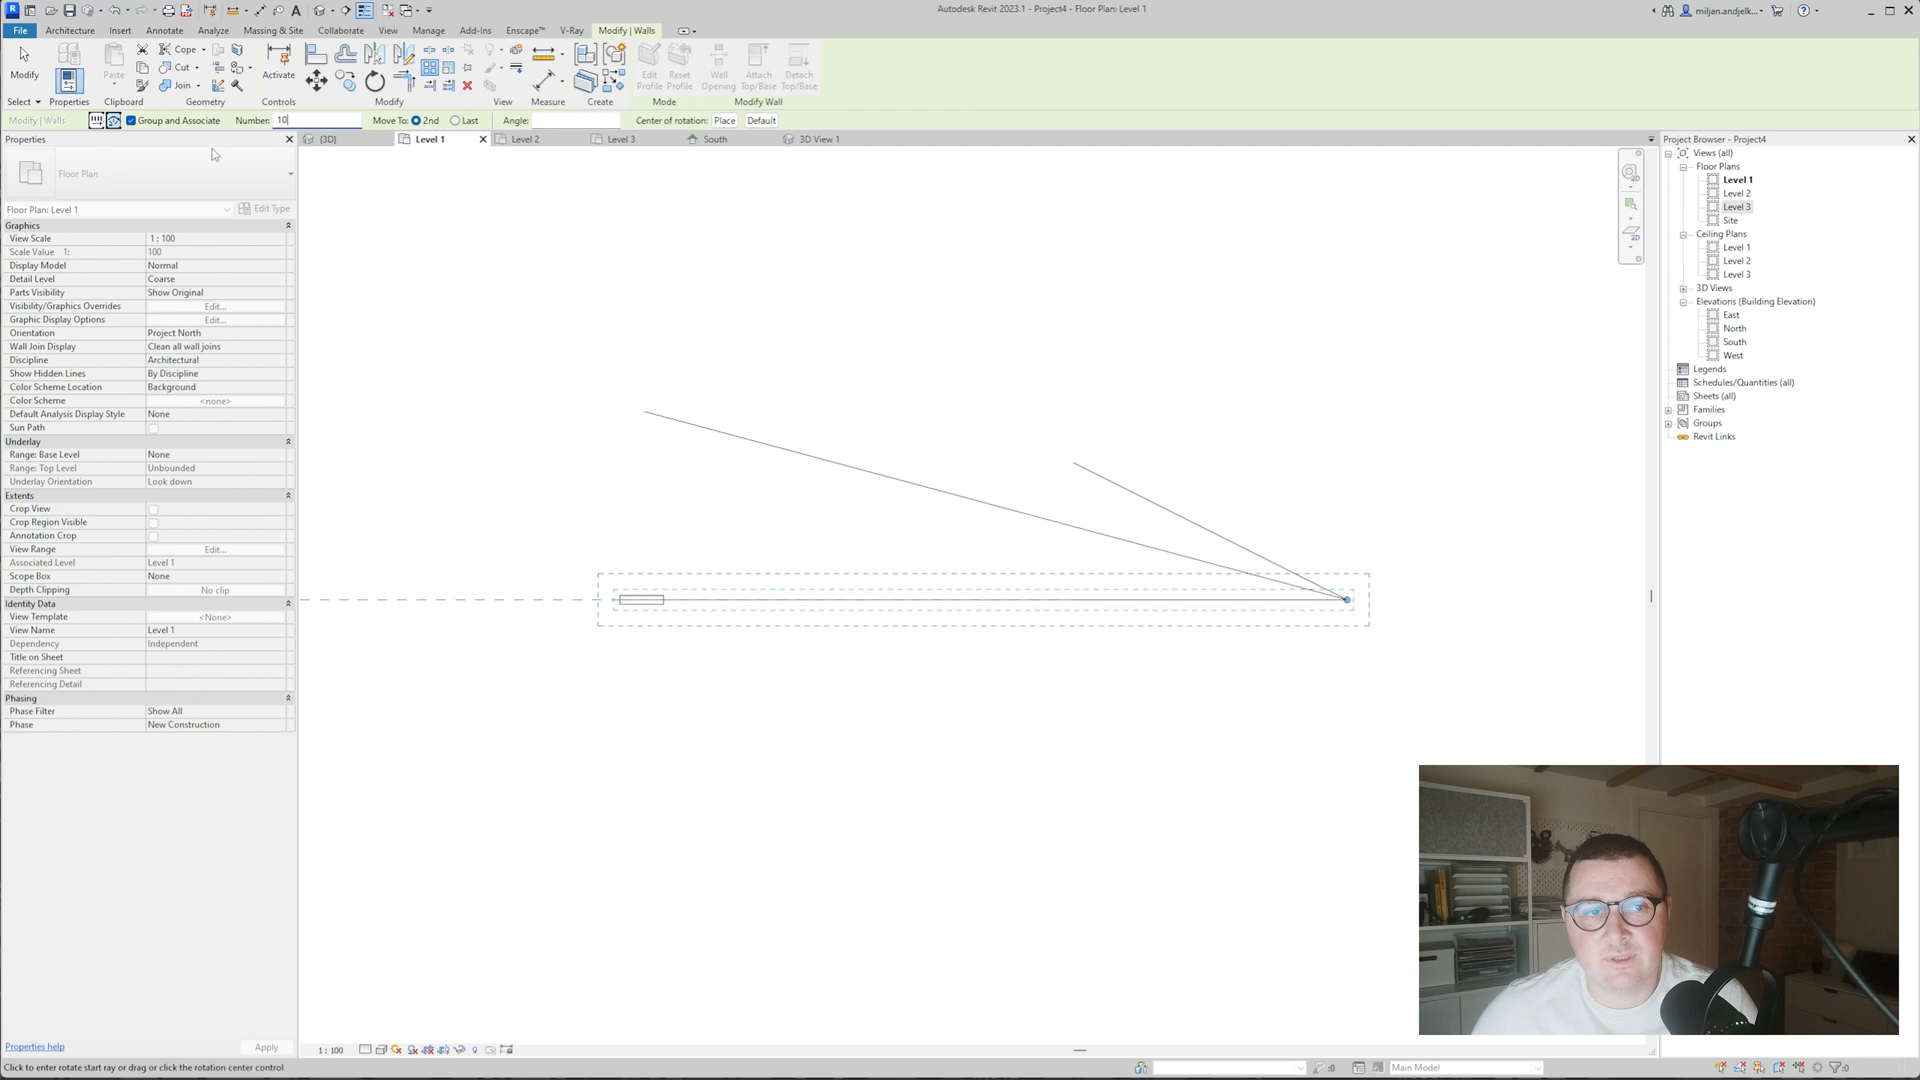 Autodesk Revit 2023.1 - Project4 - Floor Plan: Level 1
miljan.andjelk...
File Architecture Insert Annotate Analyze Massing & Site Collaborate View Manage Add-Ins Enscape™ V-Ray Modify | Walls
Modify Paste Cope Cut Join Activate Edit Profile Reset Profile Wall Opening Attach Top/Base Detach Top/Base
Select Properties Clipboard Geometry Controls Modify View Measure Create Mode Modify Wall
Modify | Walls Group and Associate Number: 10 Move To: 2nd Last Angle: Center of rotation: Place Default
Properties
(3D) Level 1 Level 2 Level 3 South 3D View 1
Project Browser - Project4
Floor Plan
Floor Plan: Level 1 Edit Type
Graphics
View Scale 1 : 100
Scale Value 1: 100
Display Model Normal
Detail Level Coarse
Parts Visibility Show Original
Visibility/Graphics Overrides Edit...
Graphic Display Options Edit...
Orientation Project North
Wall Join Display Clean all wall joins
Discipline Architectural
Show Hidden Lines By Discipline
Color Scheme Location Background
Color Scheme <none>
Default Analysis Display Style None
Sun Path
Underlay
Range: Base Level None
Range: Top Level Unbounded
Underlay Orientation Look down
Extents
Crop View
Crop Region Visible
Annotation Crop
View Range Edit...
Associated Level Level 1
Scope Box None
Depth Clipping No clip
Identity Data
View Template <None>
View Name Level 1
Dependency Independent
Title on Sheet
Referencing Sheet
Referencing Detail
Phasing
Phase Filter Show All
Phase New Construction
Views (all)
Floor Plans
Level 1
Level 2
Level 3
Site
Ceiling Plans
Level 1
Level 2
Level 3
3D Views
Elevations (Building Elevation)
East
North
South
West
Legends
Schedules/Quantities (all)
Sheets (all)
Families
Groups
Revit Links
Properties help Apply
1 : 100
Click to enter rotate start ray or drag or click the rotation center control
:0 Main Model :0